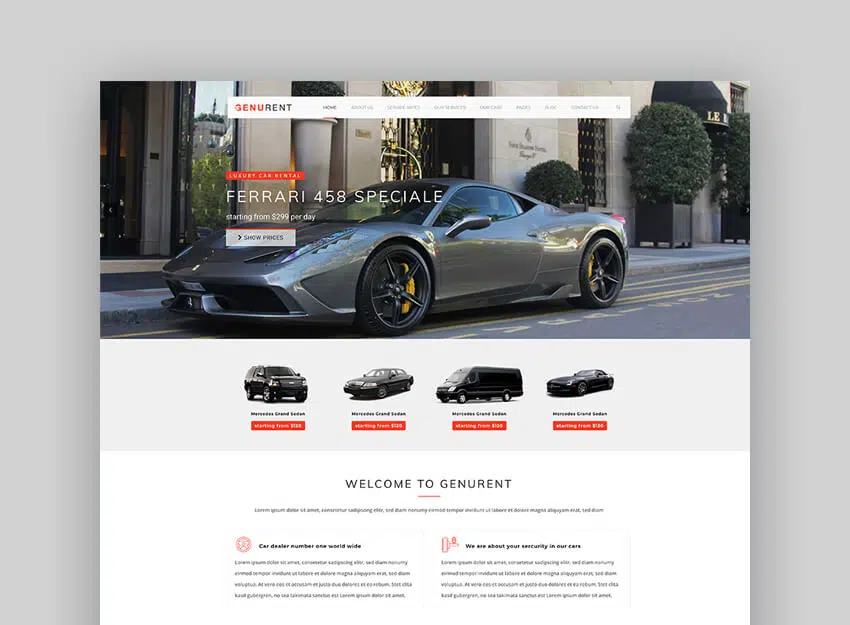 GENURENT
HOME ABOUT US SERVICE RATES OUR SERVICES OUR CARS PAGES BLOG CONTACT US
LE B
FOUR SEASONS HOTEL
George V
LUXURY CAR RENTAL
FERRARI 458 SPECIALE
starting from $299 per day
SHOW PRICES
Mercedes Grand Sedan Mercedes Grand Sedan Mercedes Grand Sedan Mercedes Grand Sedan
starting from $120 starting from $120 starting from $120 starting from $120
WELCOME TO GENURENT
Lorem ipsum dolor sit amet, consetetur sadipscing elitr, sed diam nonumy eirmod tempor invidunt ut labore et dolore magna aliquyam erat, sed diam
Car dealer number one world wide
Lorem ipsum dolor sit amet, consetetur sadipscing elitr, sed diam nonumy eirmod tempor invidunt ut labore et dolore magna aliquyam erat, sed diam
voluptua. At vero eos et accusam et justo duo dolores et ea rebum. Stet clita
kasd gubergren, no sea takimata sanctus est Lorem ipsum dolor sit amet.
We are about your sercurity in our cars
Lorem ipsum dolor sit amet, consetetur sadipscing elitr, sed diam nonumy eirmod tempor invidunt ut labore et dolore magna aliquyam erat, sed diam
voluptua. At vero eos et accusam et justo duo dolores et ea rebum. Stet clita
kasd gubergren, no sea takimata sanctus est Lorem ipsum dolor sit amet.